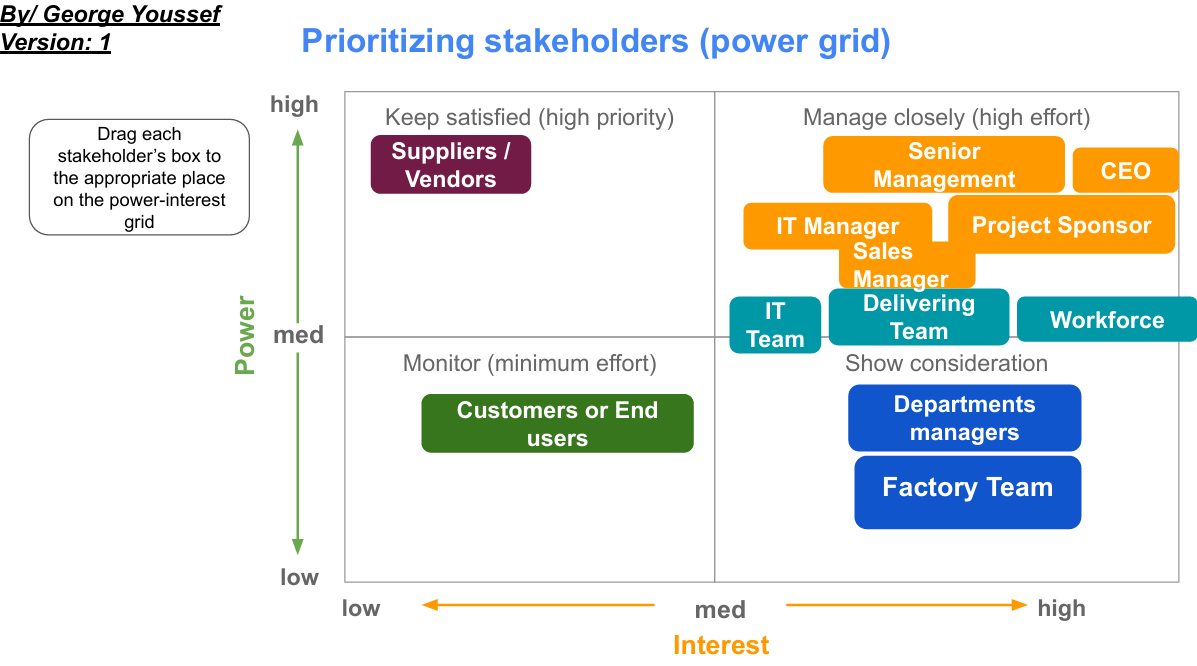 By/ George Youssef
Version: 1
Prioritizing stakeholders (power grid)
Drag each
stakeholder's box to
the appropriate place
on the power-interest
grid
high
Power
med
low
Keep satisfied (high priority)
Suppliers /
Vendors
Manage closely (high effort)
Senior
Management
CEO
IT Manager
Project Sponsor
Sales
Manager
IT
Team
Delivering
Team
Workforce
Monitor (minimum effort)
Customers or End
users
Show consideration
Departments
managers
Factory Team
low
med
high
Interest